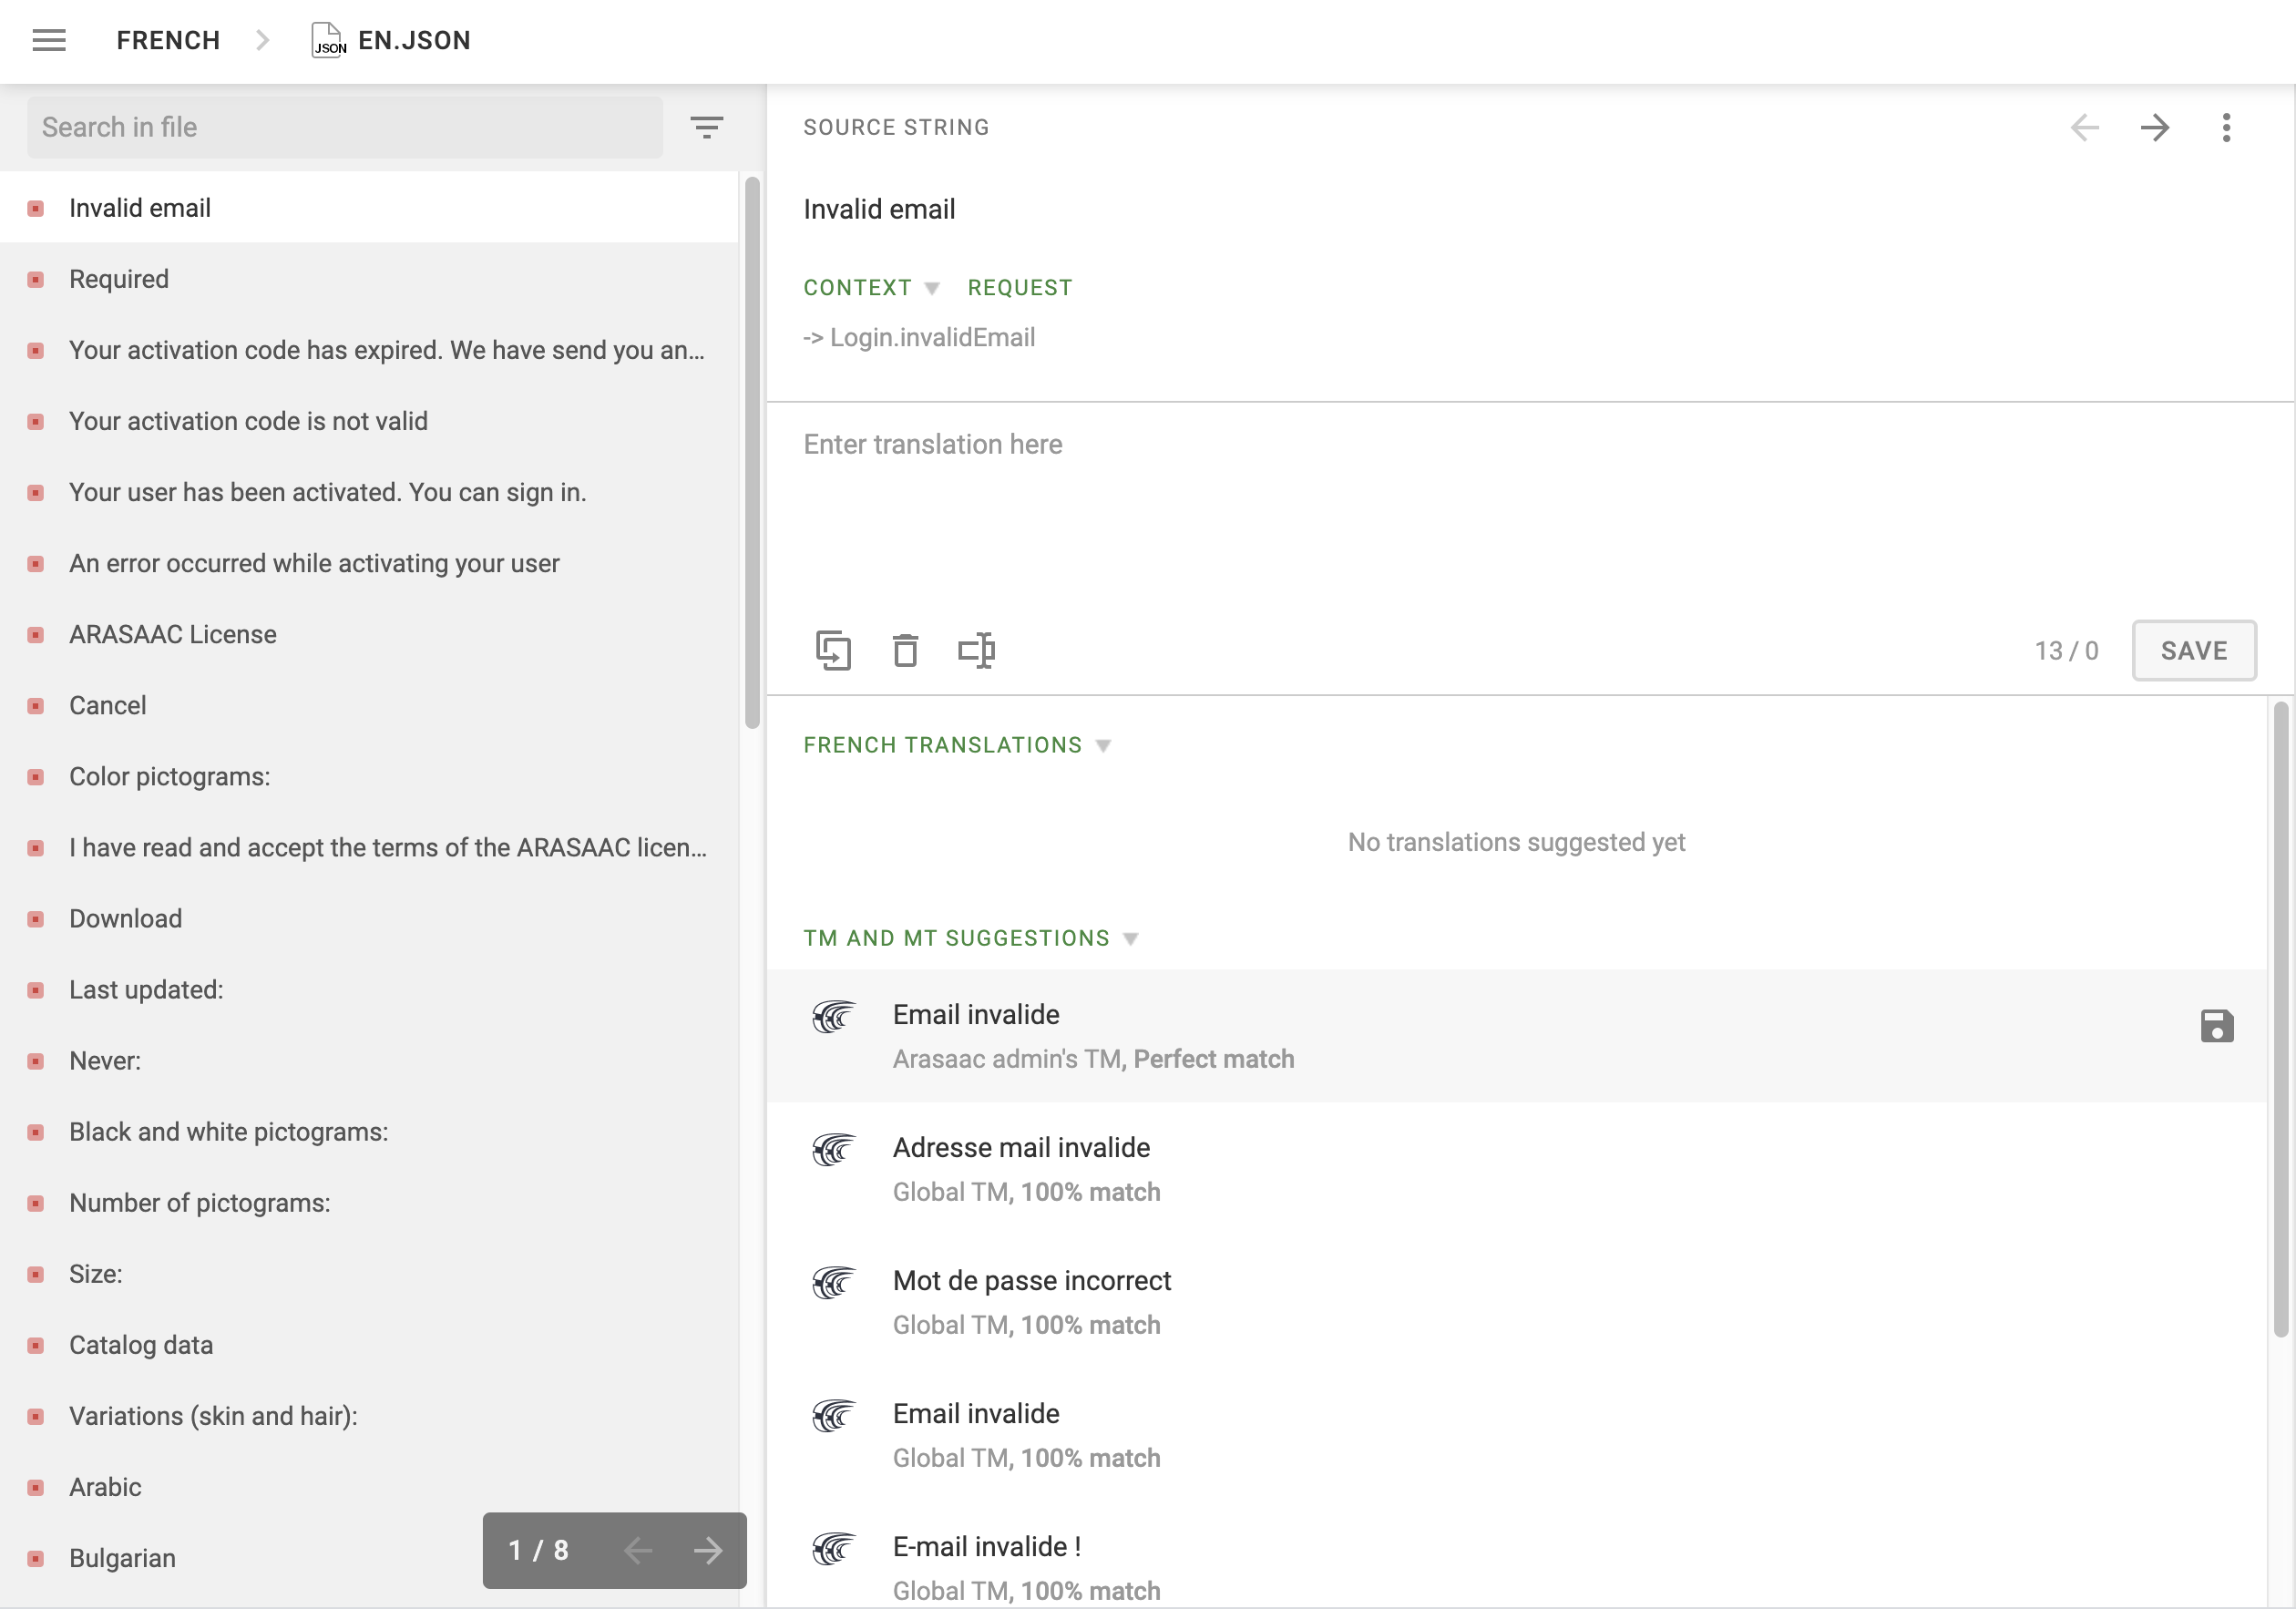 FRENCH
JSON
EN.JSON
Search in file
Invalid email
Required
Your activation code has expired. We have send you an...
Your activation code is not valid
Your user has been activated. You can sign in.
An error occurred while activating your user
ARASAAC License
Cancel
Color pictograms:
I have read and accept the terms of the ARASAAC licen...
Download
Last updated:
Never:
Black and white pictograms:
Number of pictograms:
Size:
Catalog data
Variations (skin and hair):
Arabic
Bulgarian
1 / 8
SOURCE STRING
Invalid email
CONTEXT REQUEST
-> Login.invalidEmail
Enter translation here
13 / 0 SAVE
FRENCH TRANSLATIONS
No translations suggested yet
TM AND MT SUGGESTIONS
Email invalide
Arasaac admin's TM, Perfect match
Adresse mail invalide
Global TM, 100% match
Mot de passe incorrect
Global TM, 100% match
Email invalide
Global TM, 100% match
E-mail invalide !
Global TM, 100% match